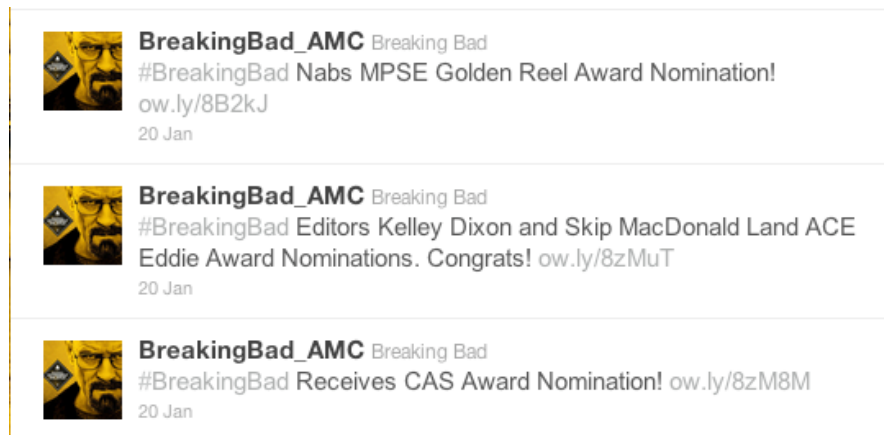 BreakingBad_AMC Breaking Bad
#BreakingBad Nabs MPSE Golden Reel Award Nomination!
ow.ly/8B2kJ
20 Jan
BreakingBad_AMC Breaking Bad
#BreakingBad Editors Kelley Dixon and Skip MacDonald Land ACE
Eddie Award Nominations. Congrats! ow.ly/8zMuT
20 Jan
BreakingBad_AMC Breaking Bad
#BreakingBad Receives CAS Award Nomination! ow.ly/8zM8M
20 Jan